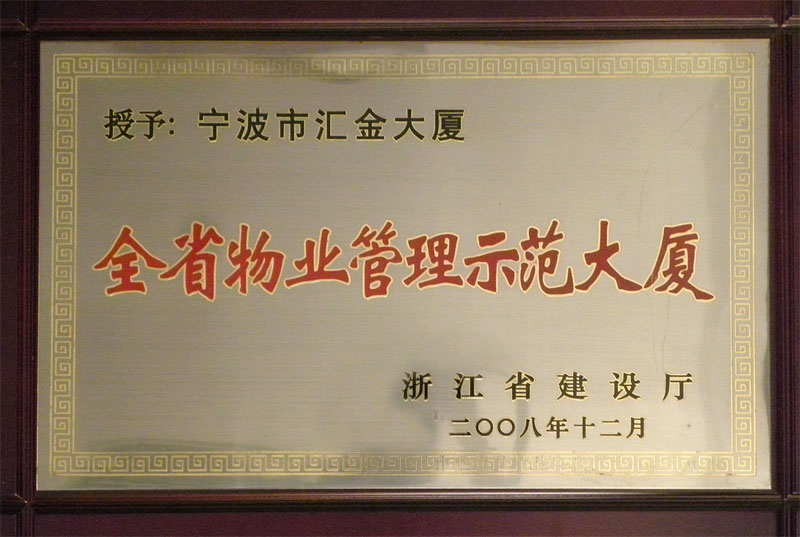 授予：宁波市汇金大厦
全省物业管理示范大厦
浙江省建设厅
二〇〇八年十二月